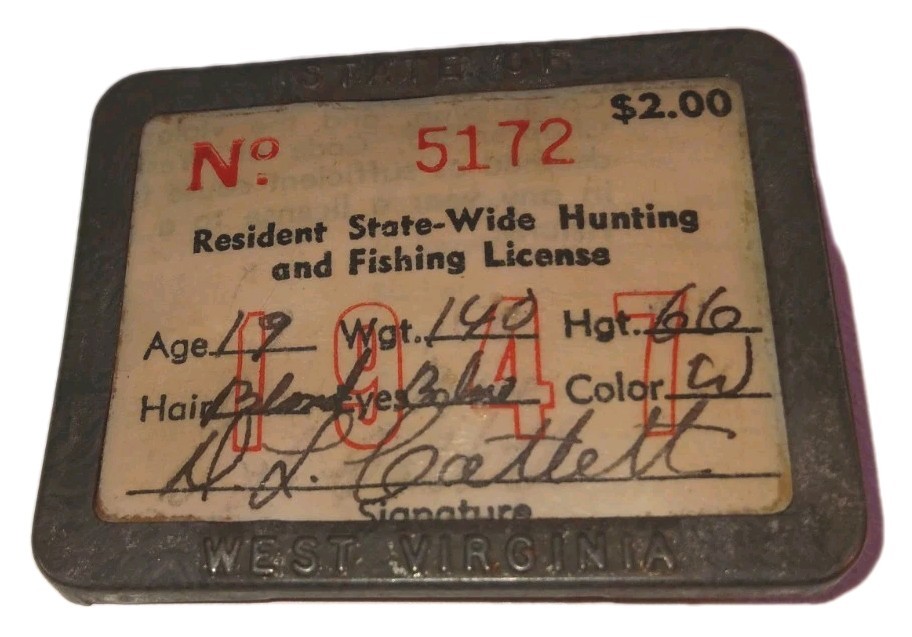 STATE OF
$2.00
Nº 5172
Resident State-Wide Hunting
and Fishing License
1947
Age 19 Wgt. 140 Hgt. 66
Hair Blond Eyes Blue Color W
Catlett
Signature
WEST VIRGINIA